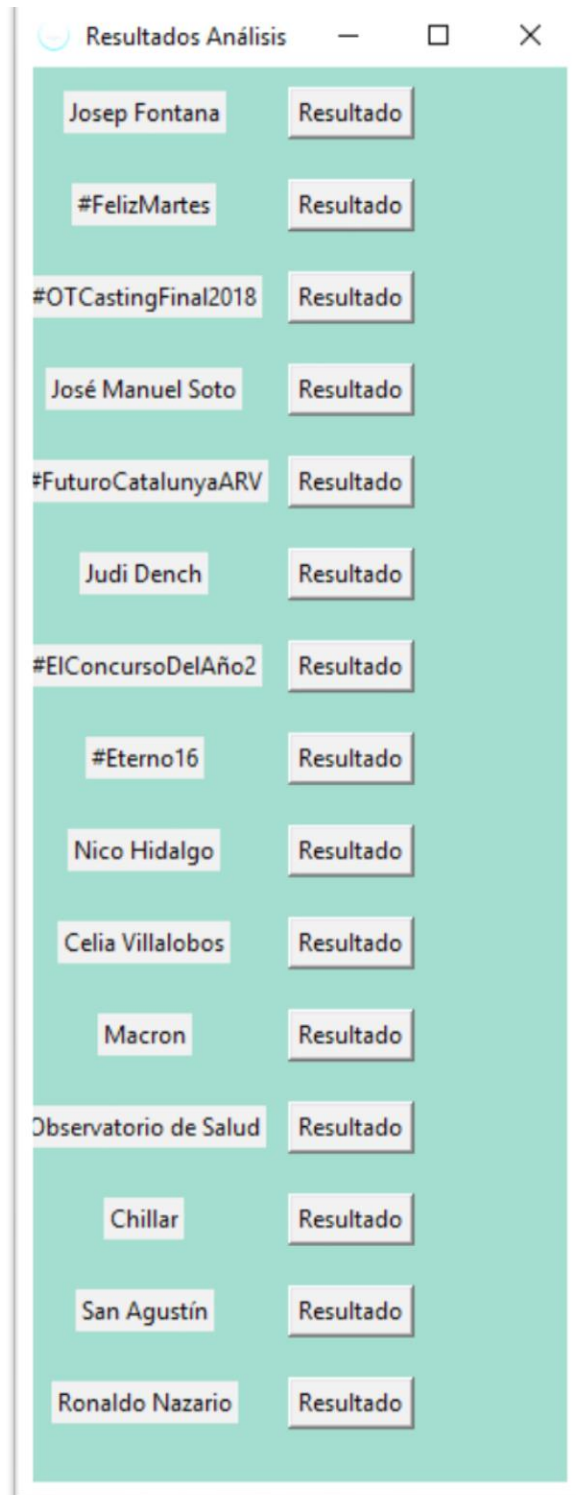 Resultados Análisis
Josep Fontana Resultado
#FelizMartes Resultado
#OTCastingFinal2018 Resultado
José Manuel Soto Resultado
#FuturoCatalunyaARV Resultado
Judi Dench Resultado
#ElConcursoDelAño2 Resultado
#Eterno16 Resultado
Nico Hidalgo Resultado
Celia Villalobos Resultado
Macron Resultado
Observatorio de Salud Resultado
Chillar Resultado
San Agustín Resultado
Ronaldo Nazario Resultado